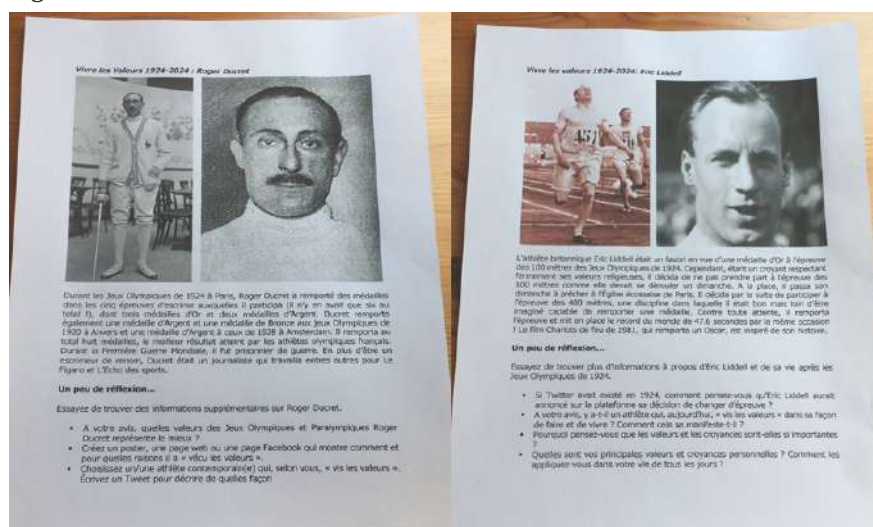 Vivre les Valeurs 1924-2024 : Roger Ducret
Durant les Jeux Olympiques de 1924 à Paris, Roger Ducret a remporté des médailles
dans les cinq épreuves d'escrime auxquelles il participa (il n'y en avait que six au
total !), dont trois médailles d'Or et deux médailles d'Argent. Ducret remporta
également une médaille d'Argent et une médaille de Bronze aux Jeux Olympiques de
1920 à Anvers et une médaille d'Argent à ceux de 1928 à Amsterdam. Il remporta au
total huit médailles, le meilleur résultat atteint par les athlètes olympiques français.
Durant la Première Guerre Mondiale, il fut prisonnier de guerre. En plus d'être un
escrimeur de renom, Ducret était un journaliste qui travailla entres autres pour Le
Figaro et L'Echo des sports.
Un peu de réflexion...
Essayez de trouver des informations supplémentaires sur Roger Ducret.
• A votre avis, quelles valeurs des Jeux Olympiques et Paralympiques Roger
Ducret représente le mieux ?
• Créez un poster, une page web ou une page Facebook qui montre comment et
pour quelles raisons il a « vécu les valeurs ».
• Choisissez un/une athlète contemporain(e) qui, selon vous, « vis les valeurs ».
Écrivez un Tweet pour décrire de quelles façon
Vivre les valeurs 1924-2024: Eric Liddell
451
L'athlète britannique Eric Liddell était un favori en vue d'une médaille d'Or à l'épreuve
des 100 mètres des Jeux Olympiques de 1924. Cependant, étant un croyant respectant
fermement ses valeurs religieuses, il décida de ne pas prendre part à l'épreuve des
100 mètres comme elle devait se dérouler un dimanche. A la place, il passa son
dimanche à prêcher à l'Église écossaise de Paris. Il décida par la suite de participer à
l'épreuve des 400 mètres, une discipline dans laquelle il était bon mais loin d'être
imaginé capable de remporter une médaille. Contre toute attente, il remporta
l'épreuve et mit en place le record du monde de 47.6 secondes par la même occasion
! Le film Chariots de feu de 1981, qui remporta un Oscar, est inspiré de son histoire.
Un peu de réflexion...
Essayez de trouver plus d'informations à propos d'Eric Liddell et de sa vie après les
Jeux Olympiques de 1924.
• Si Twitter avait existé en 1924, comment pensez-vous qu'Eric Liddell aurait
annoncé sur la plateforme sa décision de changer d'épreuve ?
• A votre avis, y a-t-il un athlète qui, aujourd'hui, « vis les valeurs » dans sa façon
de faire et de vivre ? Comment cela se manifeste-t-il ?
• Pourquoi pensez-vous que les valeurs et les croyances sont-elles si importantes
?
• Quelles sont vos principales valeurs et croyances personnelles ? Comment les
appliquer-vous dans votre vie de tous les jours ?